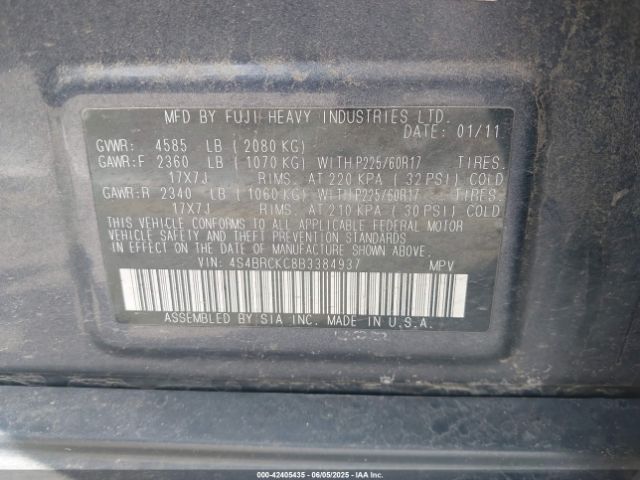 MFD BY FUJI HEAVY INDUSTRIES LTD.
DATE: 01/11
GVWR: 4585 LB (2080 KG)
GAWR:F 2360 LB (1070 KG) WITH P225/60R17 TIRES.
17X7J RIMS. AT 220 KPA (32 PSI) COLD
GAWR:R 2340 LB (1060 KG) WITH P225/60R17 TIRES.
17X7J RIMS. AT 210 KPA (30 PSI) COLD
THIS VEHICLE CONFORMS TO ALL APPLICABLE FEDERAL MOTOR
VEHICLE SAFETY AND THEFT PREVENTION STANDARDS
IN EFFECT ON THE DATE OF MANUFACTURE SHOWN ABOVE.
VIN: 4S4BRCKC8B3384937 MPV
ASSEMBLED BY SIA INC. MADE IN U.S.A.
000-42405435 - 06/05/2025 - IAAI.COM